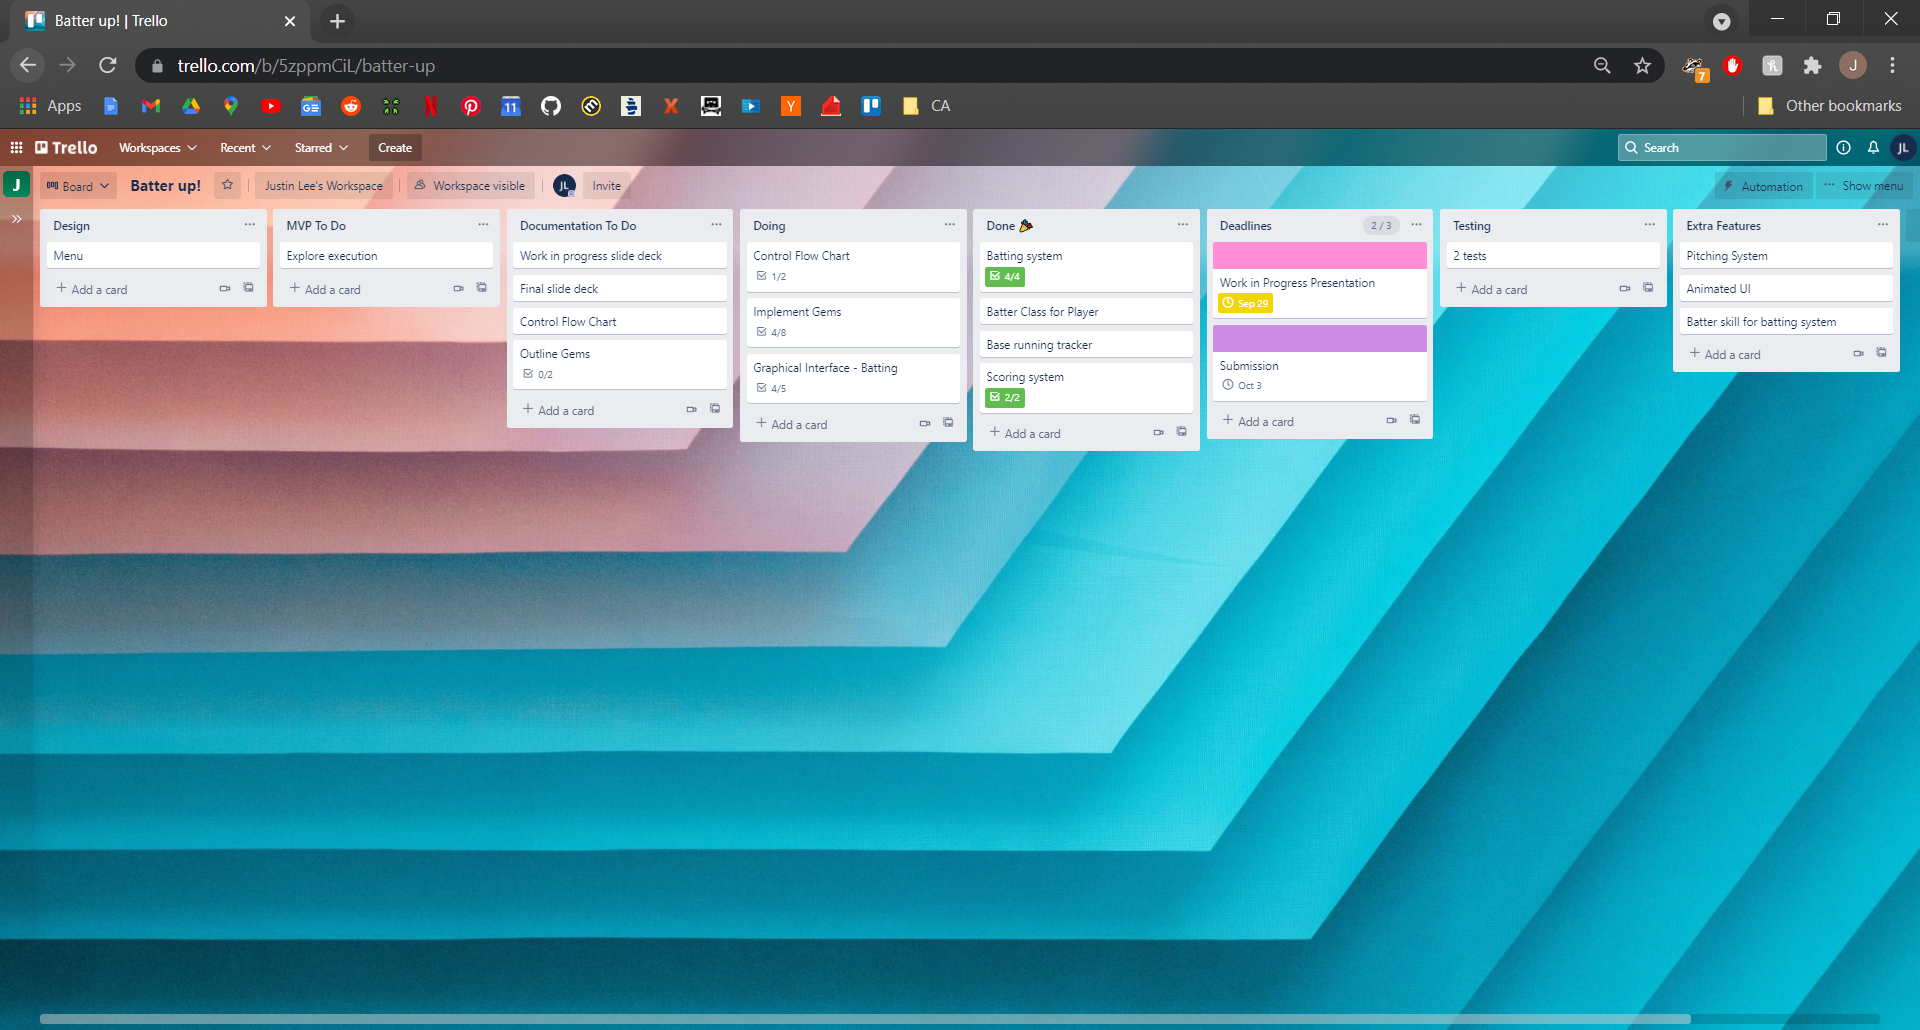 Batter up! | Trello
trello.com/b/5zppmCiL/batter-up
7
J
Apps
11
CA
Other bookmarks
Trello
Workspaces
Recent
Starred
Create
Search
JL
J
Board
Batter up!
Justin Lee's Workspace
Workspace visible
JL
Invite
Automation
Show menu
Design
Menu
Add a card
MVP To Do
Explore execution
Add a card
Documentation To Do
Work in progress slide deck
Final slide deck
Control Flow Chart
Outline Gems
0/2
Add a card
Doing
Control Flow Chart
1/2
Implement Gems
4/8
Graphical Interface - Batting
4/5
Add a card
Done 🎉
Batting system
4/4
Batter Class for Player
Base running tracker
Scoring system
2/2
Add a card
Deadlines
2 / 3
Work in Progress Presentation
Sep 29
Submission
Oct 3
Add a card
Testing
2 tests
Add a card
Extra Features
Pitching System
Animated UI
Batter skill for batting system
Add a card